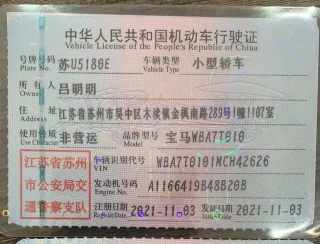 中华人民共和国机动车行驶证
Vehicle License of the People's Republic of China
号牌号码 苏U5180E 车辆类型 小型轿车
Plate No. Vehicle Type
所有人 吕明明
Owner
住址 江苏省苏州市吴中区木渎镇金枫南路289号1幢1107室
Address
使用性质 非营运 品牌型号 宝马WBA7T010
Use Character Model
江苏省苏州 车辆识别代号 WBA7T0101MCH42626
VIN
市公安局交 发动机号码 A1166419B48B20B
Engine No.
通警察支队 注册日期 2021-11-03 发证日期 2021-11-03
Register Date Issue Date